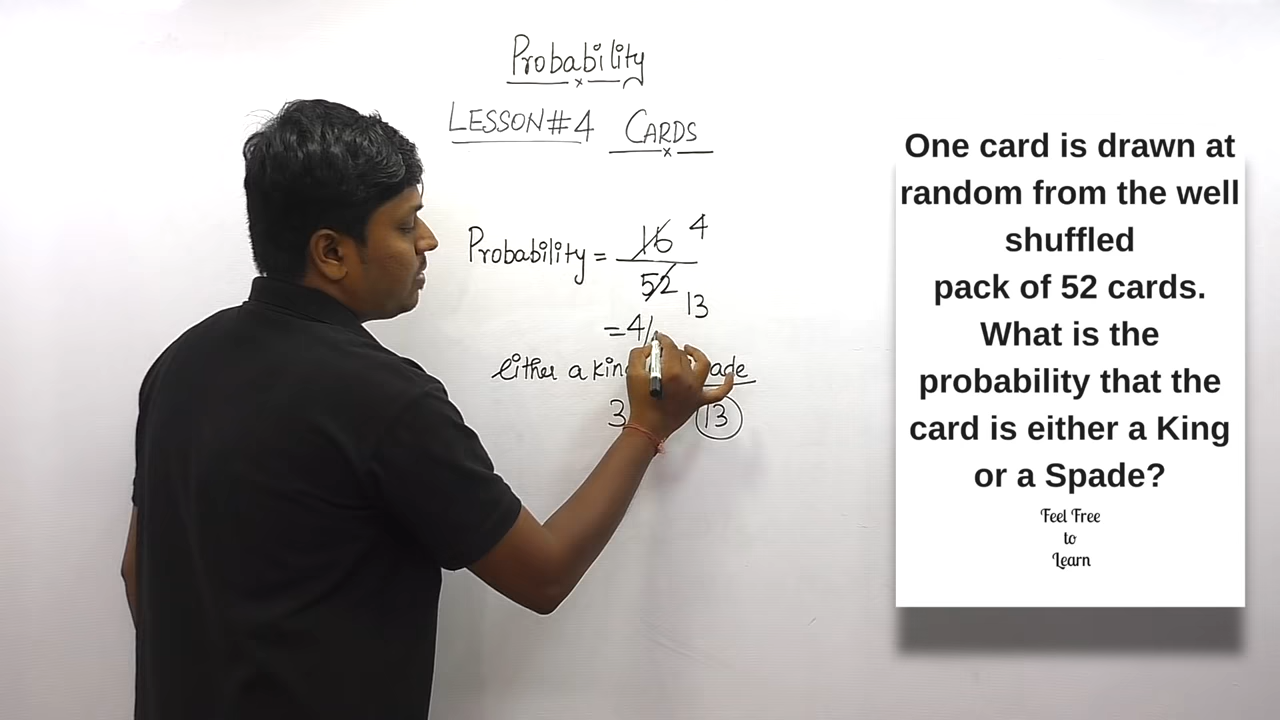 Probability
LESSON#4 CARDS
Probability = 16 4
52
13
=4/
either a kin ade
3 13
One card is drawn at
random from the well
shuffled
pack of 52 cards.
What is the
probability that the
card is either a King
or a Spade?
Feel Free
to
Learn